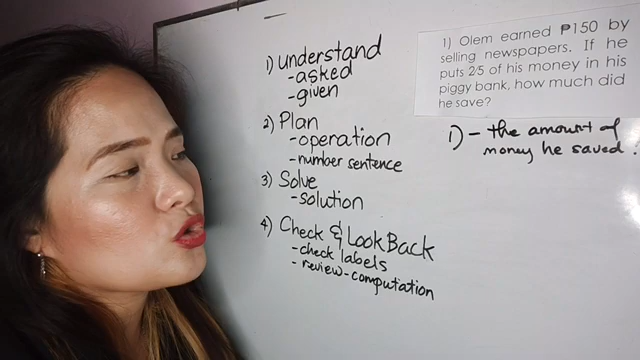 1) Understand
- asked
- given
2) Plan
- operation
- number sentence
3) Solve
- solution
4) Check & Look Back
- check labels
- review - computation
1) Olem earned ₱150 by
selling newspapers. If he
puts 2/5 of his money in his
piggy bank, how much did
he save?
1) - the amount of
money he saved.